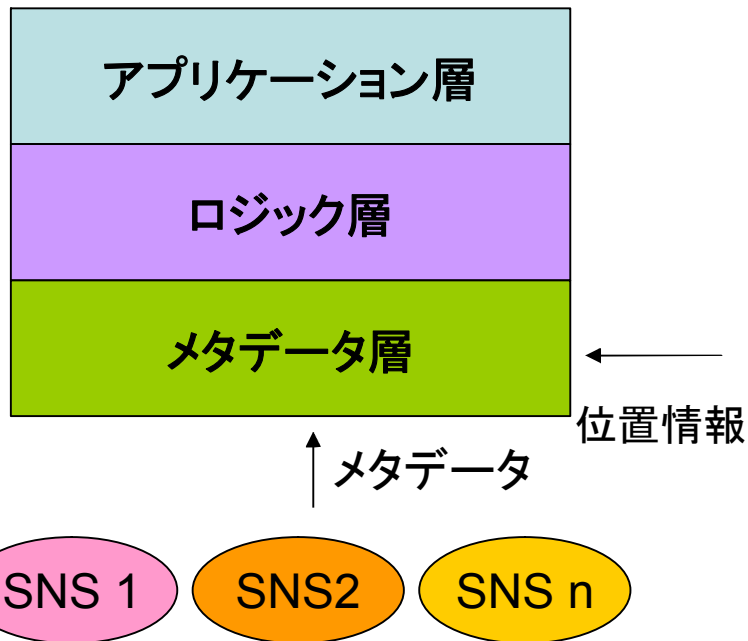 アプリケーション層
ロジック層
メタデータ層
位置情報
メタデータ
SNS 1
SNS2
SNS n